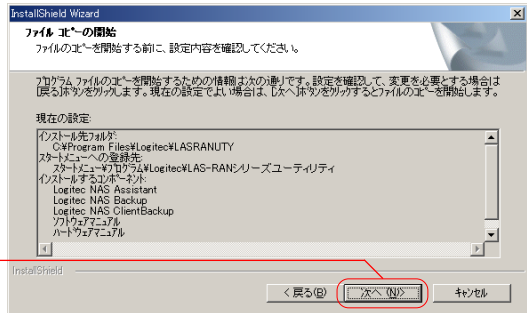 InstallShield Wizard
ファイル コピーの開始
ファイルのコピーを開始する前に、設定内容を確認してください。
プログラム ファイルのコピーを開始するための情報は次の通りです。設定を確認して、変更を必要とする場合は
[戻る]ボタンをクリックします。現在の設定でよい場合は、[次へ]ボタンをクリックするとファイルのコピーを開始します。
現在の設定:
インストール先フォルダ:
C:¥Program Files¥Logitec¥LASRANUTY
スタートメニューへの登録先:
スタートメニュー¥プログラム¥Logitec¥LAS-RANシリーズ ユーティリティ
インストールするコンポーネント:
Logitec NAS Assistant
Logitec NAS Backup
Logitec NAS ClientBackup
ソフトウェアマニュアル
ハードウェアマニュアル
InstallShield
< 戻る(B)
次へ (N)>
キャンセル